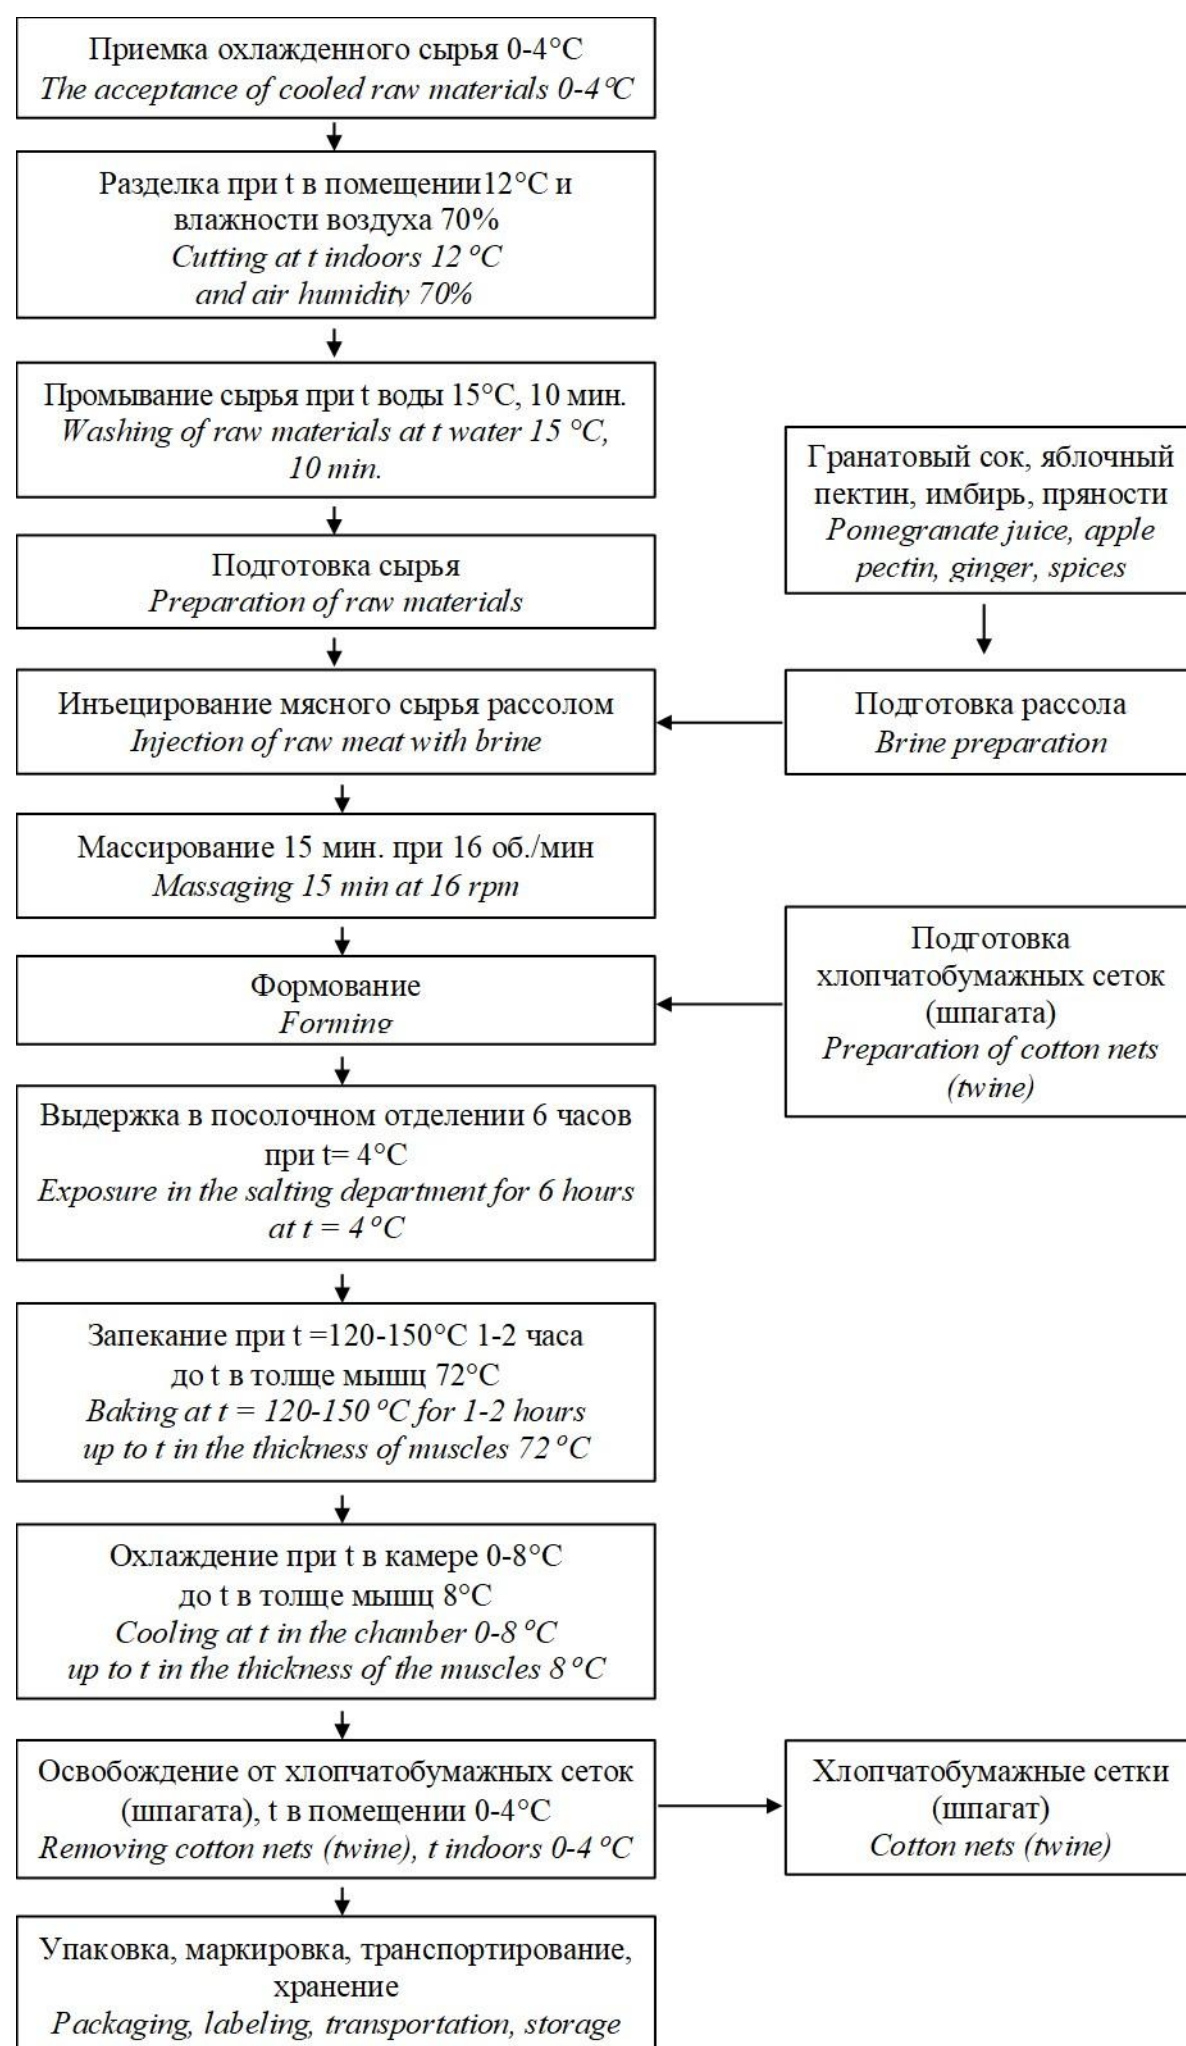 Приемка охлажденного сырья 0-4°С
The acceptance of cooled raw materials 0-4°C
Разделка при t в помещении12°С и
влажности воздуха 70%
Cutting at t indoors 12 °C
and air humidity 70%
Промывание сырья при t воды 15°С, 10 мин.
Washing of raw materials at t water 15 °C,
10 min.
Гранатовый сок, яблочный
пектин, имбирь, пряности
Pomegranate juice, apple
pectin, ginger, spices
Подготовка сырья
Preparation of raw materials
Инъецирование мясного сырья рассолом
Injection of raw meat with brine
Подготовка рассола
Brine preparation
Массирование 15 мин. при 16 об./мин
Massaging 15 min at 16 rpm
Формование
Forming
Подготовка
хлопчатобумажных сеток
(шпагата)
Preparation of cotton nets
(twine)
Выдержка в посолочном отделении 6 часов
при t= 4°С
Exposure in the salting department for 6 hours
at t = 4 °C
Запекание при t =120-150°С 1-2 часа
до t в толще мышц 72°С
Baking at t = 120-150 °C for 1-2 hours
up to t in the thickness of muscles 72 °C
Охлаждение при t в камере 0-8°С
до t в толще мышц 8°С
Cooling at t in the chamber 0-8 °C
up to t in the thickness of the muscles 8 °C
Освобождение от хлопчатобумажных сеток
(шпагата), t в помещении 0-4°С
Removing cotton nets (twine), t indoors 0-4 °C
Хлопчатобумажные сетки
(шпагат)
Cotton nets (twine)
Упаковка, маркировка, транспортирование,
хранение
Packaging, labeling, transportation, storage